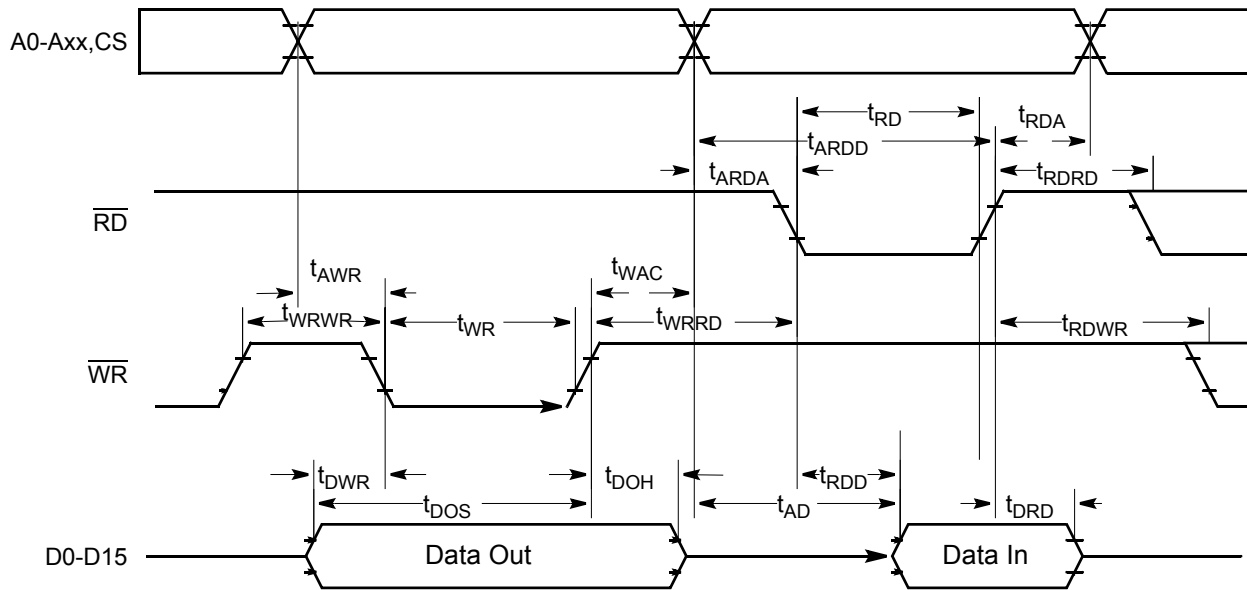 A0-Axx,CS
tRD
tRDA
tARDD
tARDA
tRDRD
RD
tAWR
tWAC
tWRWR
tWR
tWRRD
tRDWR
WR
tDWR
tDOH
tRDD
tDOS
tAD
tDRD
D0-D15
Data Out
Data In